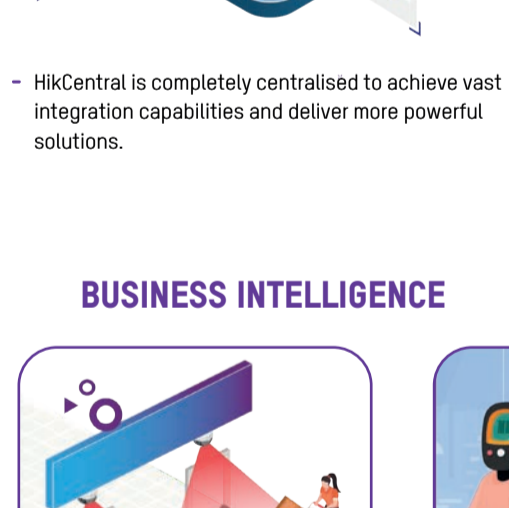 - HikCentral is completely centralised to achieve vast
integration capabilities and deliver more powerful
solutions.
BUSINESS INTELLIGENCE